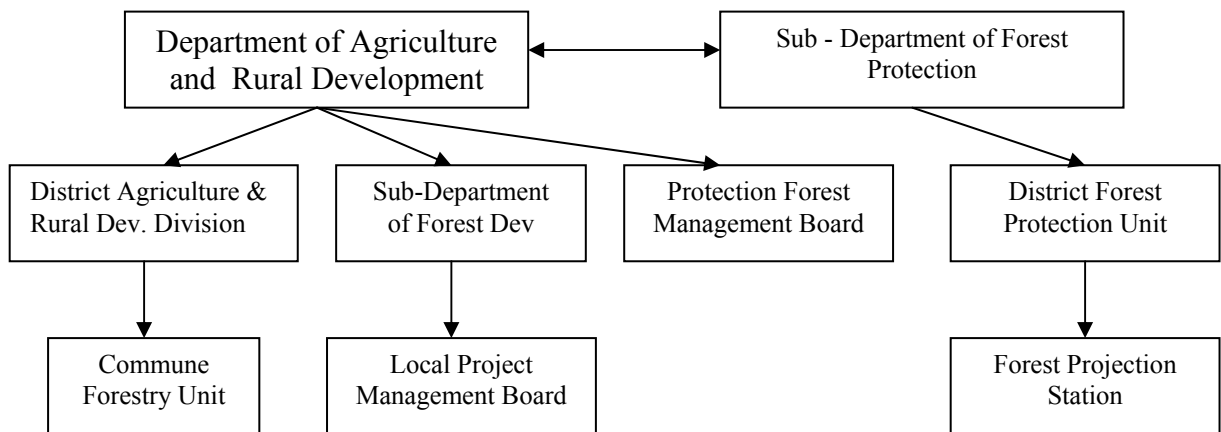 Department of Agriculture
and Rural Development
Sub - Department of Forest
Protection
District Agriculture &
Rural Dev. Division
Sub-Department
of Forest Dev
Protection Forest
Management Board
District Forest
Protection Unit
Commune
Forestry Unit
Local Project
Management Board
Forest Projection
Station